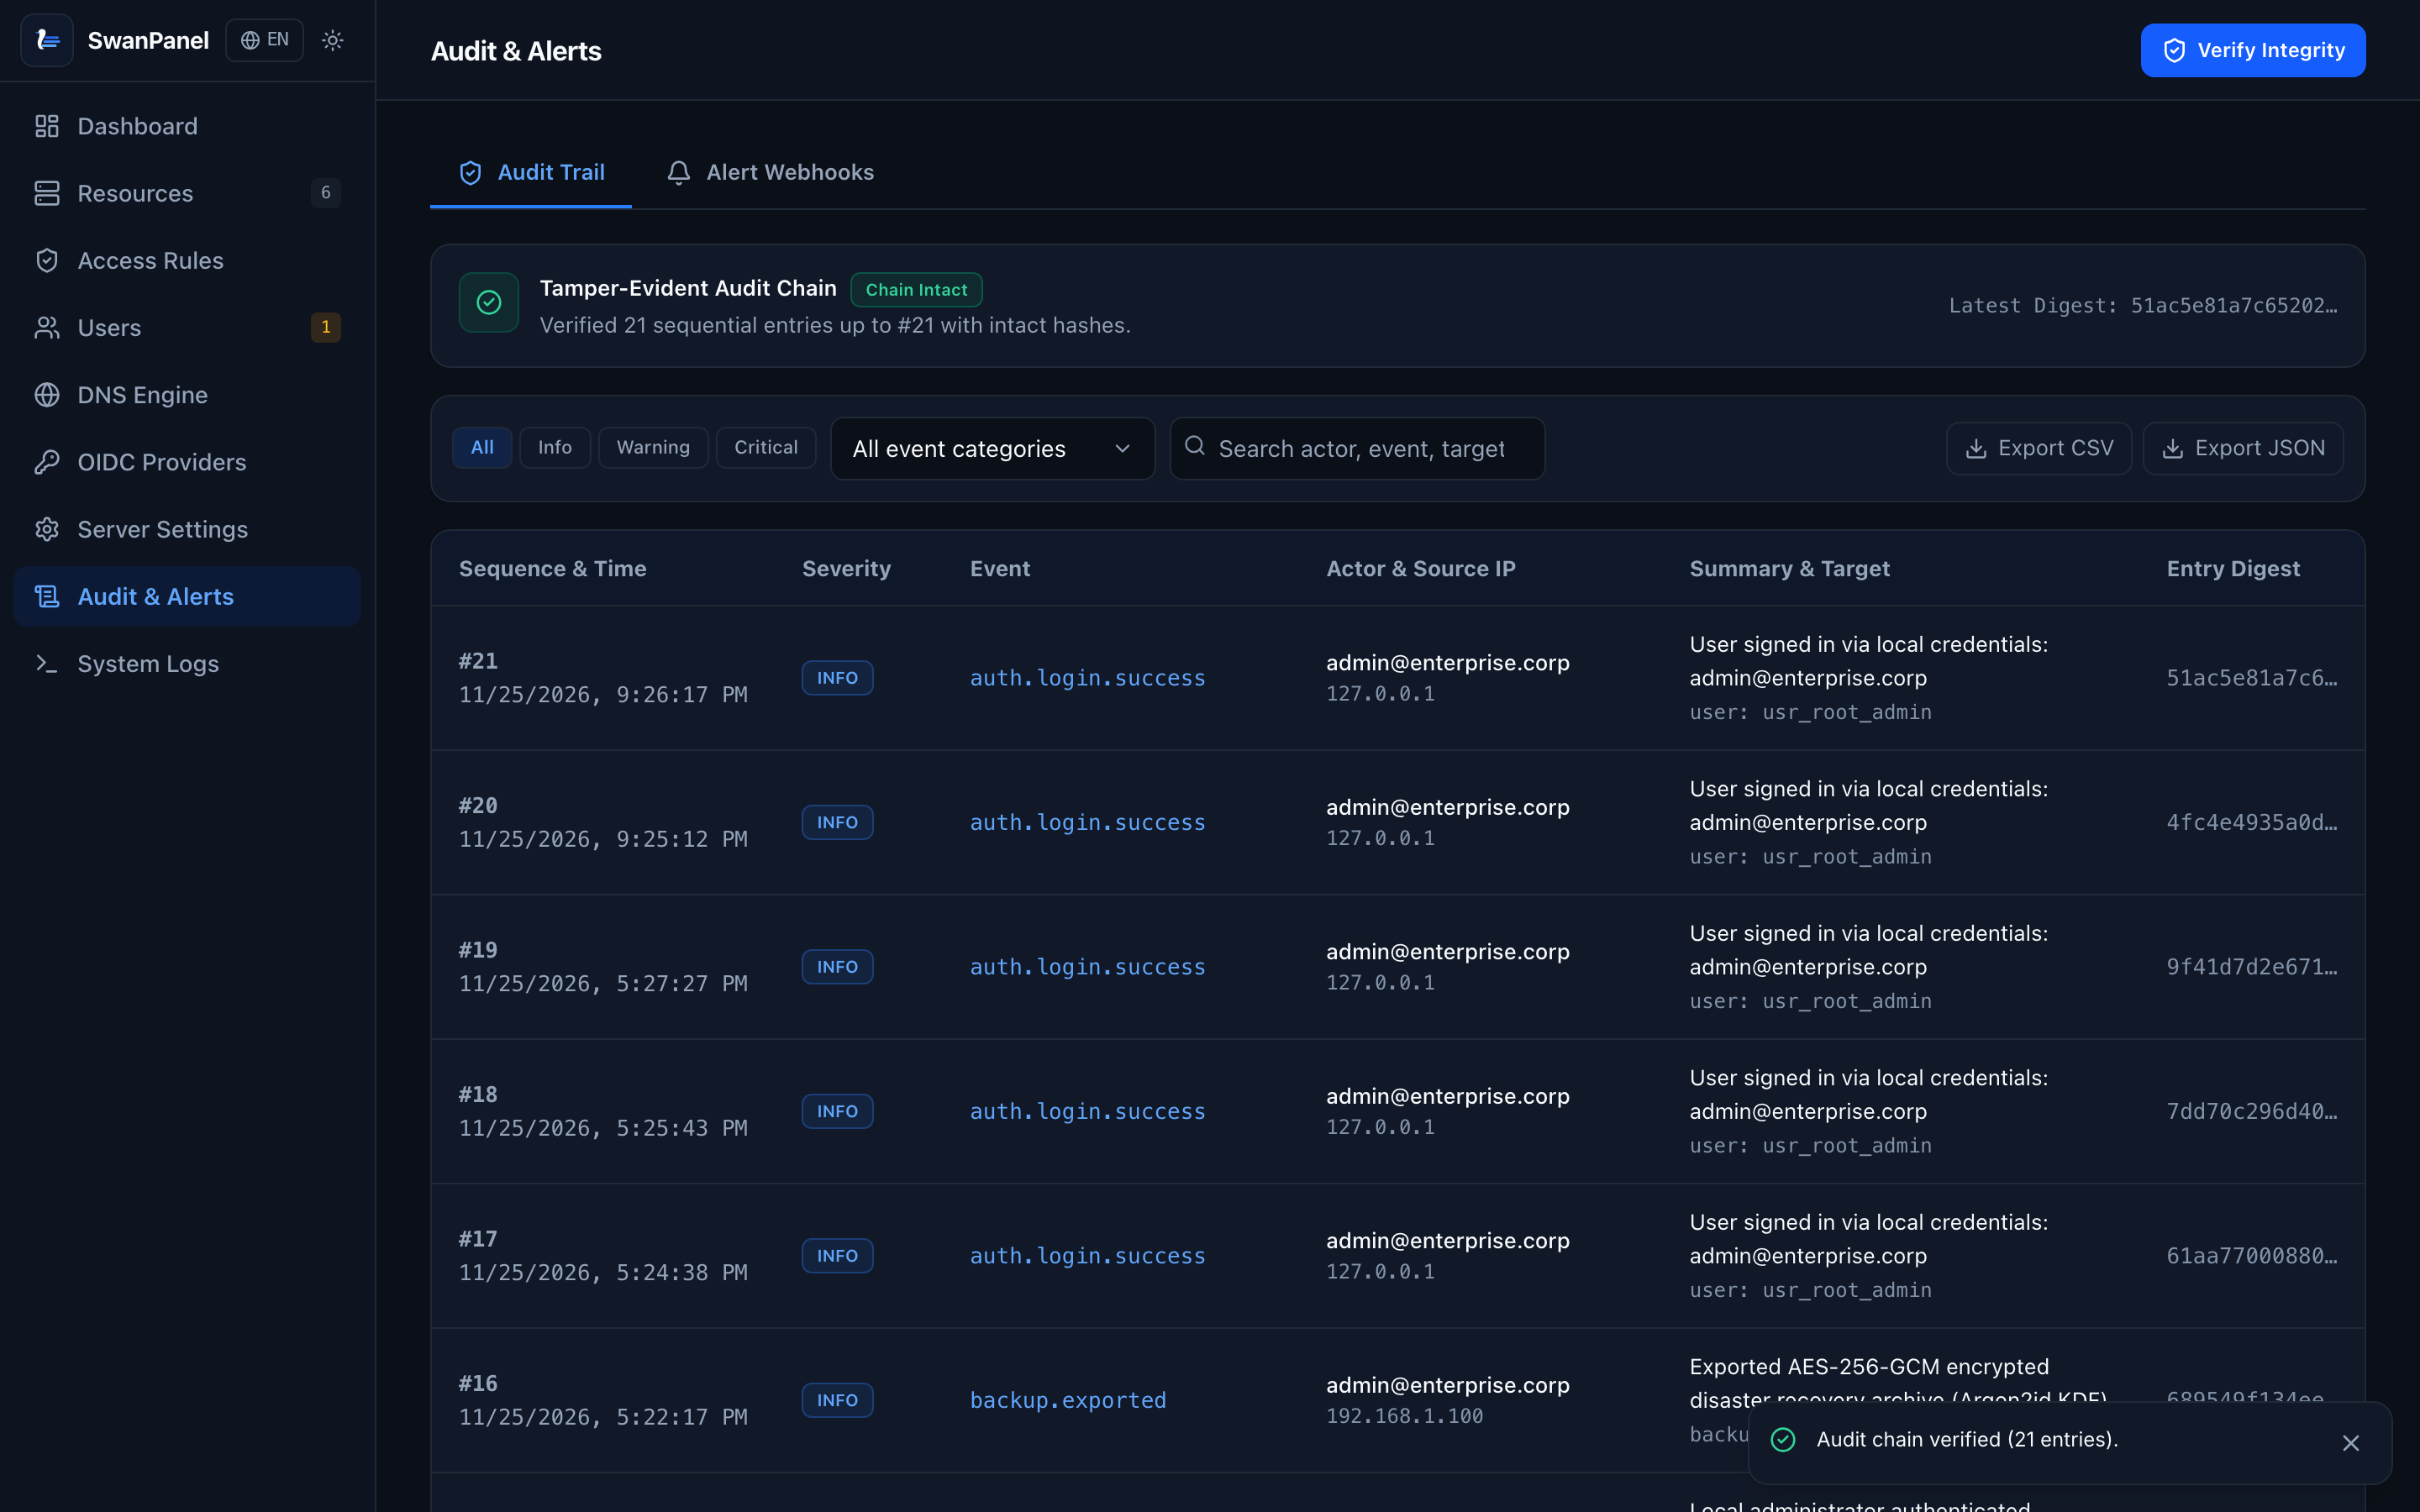 SwanPanel
EN
Dashboard
Resources
6
Access Rules
Users
1
DNS Engine
OIDC Providers
Server Settings
Audit & Alerts
System Logs
Audit & Alerts
Verify Integrity
Audit Trail
Alert Webhooks
Tamper-Evident Audit Chain
Chain Intact
Verified 21 sequential entries up to #21 with intact hashes.
Latest Digest: 51ac5e81a7c65202…
All
Info
Warning
Critical
All event categories
Search actor, event, target
Export CSV
Export JSON
Sequence & Time
Severity
Event
Actor & Source IP
Summary & Target
Entry Digest
#21
11/25/2026, 9:26:17 PM
INFO
auth.login.success
admin@enterprise.corp
127.0.0.1
User signed in via local credentials:
admin@enterprise.corp
user: usr_root_admin
51ac5e81a7c6…
#20
11/25/2026, 9:25:12 PM
INFO
auth.login.success
admin@enterprise.corp
127.0.0.1
User signed in via local credentials:
admin@enterprise.corp
user: usr_root_admin
4fc4e4935a0d…
#19
11/25/2026, 5:27:27 PM
INFO
auth.login.success
admin@enterprise.corp
127.0.0.1
User signed in via local credentials:
admin@enterprise.corp
user: usr_root_admin
9f41d7d2e671…
#18
11/25/2026, 5:25:43 PM
INFO
auth.login.success
admin@enterprise.corp
127.0.0.1
User signed in via local credentials:
admin@enterprise.corp
user: usr_root_admin
7dd70c296d40…
#17
11/25/2026, 5:24:38 PM
INFO
auth.login.success
admin@enterprise.corp
127.0.0.1
User signed in via local credentials:
admin@enterprise.corp
user: usr_root_admin
61aa77000880…
#16
11/25/2026, 5:22:17 PM
INFO
backup.exported
admin@enterprise.corp
192.168.1.100
Exported AES-256-GCM encrypted
disaster recovery archive (Argon2id KDF)
backu
689549f134ee…
Audit chain verified (21 entries).
Local administrator authenticated